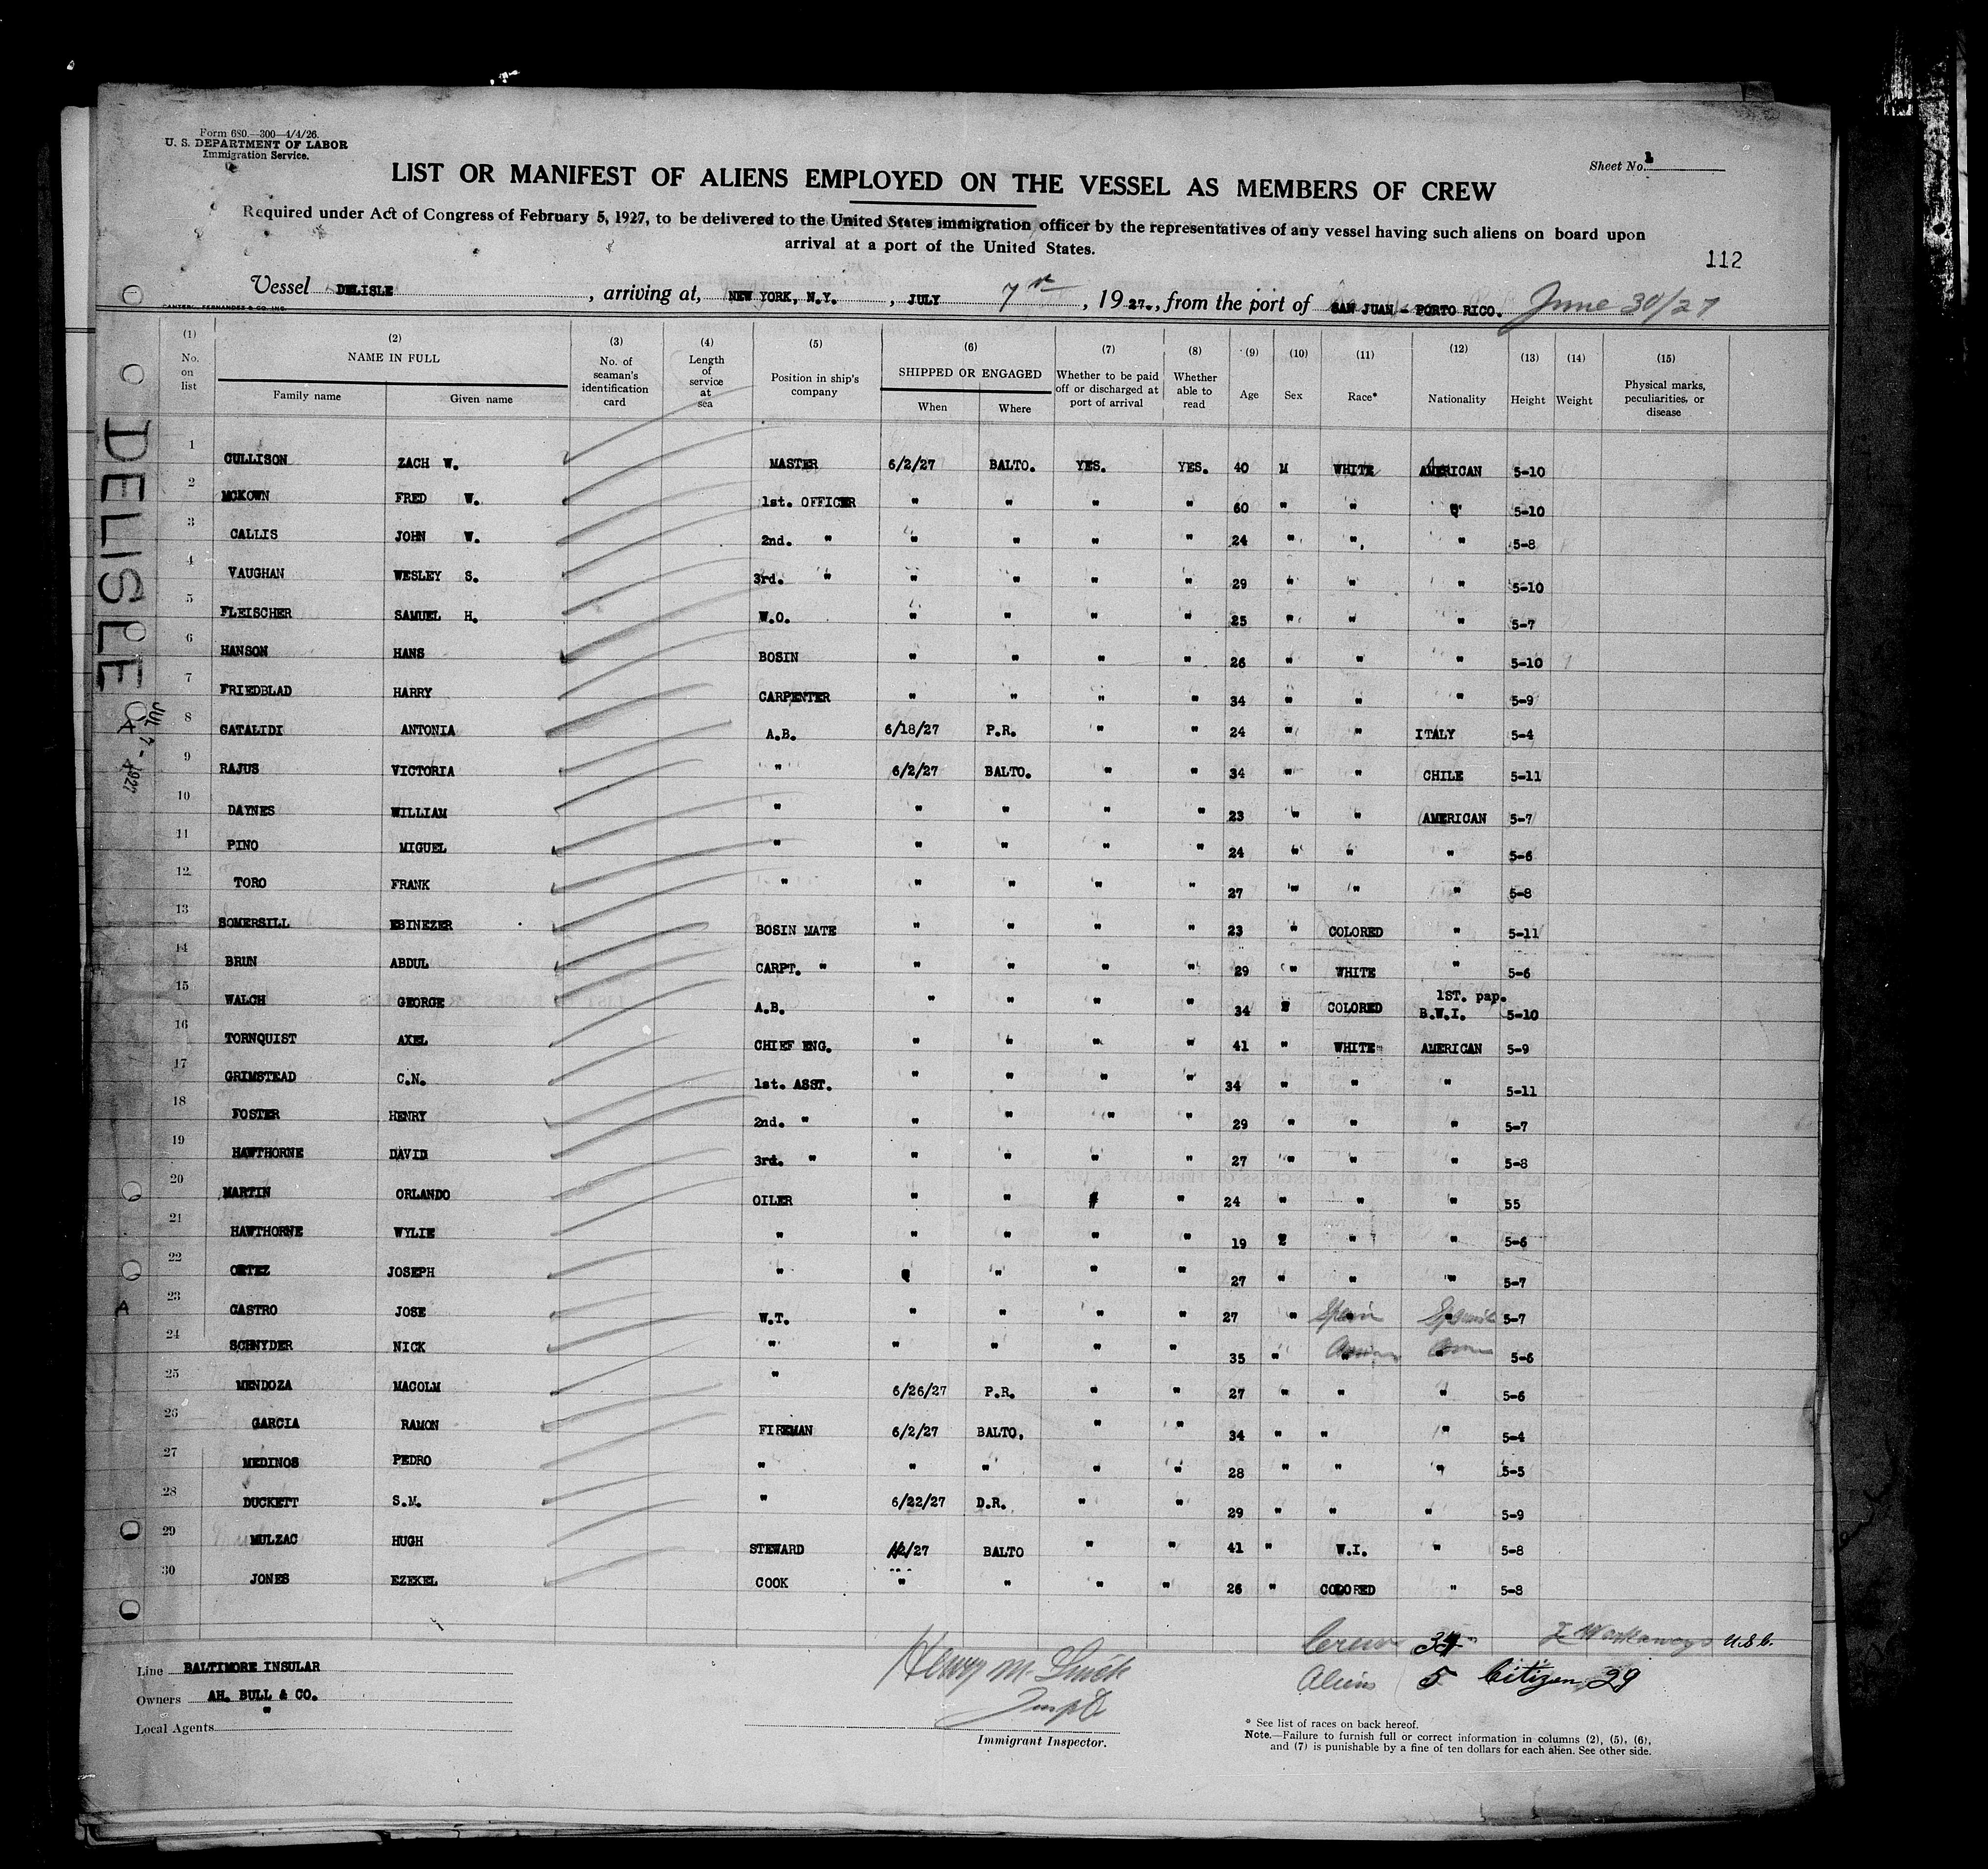 Form 680.—300—4/4/26.
U. S. DEPARTMENT OF LABOR
Immigration Service.
Sheet No. 1
LIST OR MANIFEST OF ALIENS EMPLOYED ON THE VESSEL AS MEMBERS OF CREW
Required under Act of Congress of February 5, 1927, to be delivered to the United States immigration officer by the representatives of any vessel having such aliens on board upon
arrival at a port of the United States.
112
Vessel DELISLE, arriving at, NEW YORK, N.Y., JULY 7th, 1927., from the port of SAN JUAN - PORTO RICO. June 30/27
CANTERO, FERNANDEZ & CO. INC.
(1) No. on list (2) NAME IN FULL Family name Given name (3) No. of seaman's identification card (4) Length of service at sea (5) Position in ship's company (6) SHIPPED OR ENGAGED When Where (7) Whether to be paid off or discharged at port of arrival (8) Whether able to read (9) Age (10) Sex (11) Race* (12) Nationality (13) Height (14) Weight (15) Physical marks, peculiarities, or disease
1 CULLISON ZACH W. MASTER 6/2/27 BALTO. YES. YES. 40 M WHITE AMERICAN 5-10
2 MCKOWN FRED W. 1st. OFFICER " " " " 60 " " " 5-10
3 CALLIS JOHN W. 2nd. " " " " " 24 " " " 5-8
4 VAUGHAN WESLEY S. 3rd. " " " " " 29 " " " 5-10
5 FLEISCHER SAMUEL H. W.O. " " " " 25 " " " 5-7
6 HANSON HANS BOSIN " " " " 26 " " " 5-10
7 FRIEDBLAD HARRY CARPENTER " " " " 34 " " " 5-9
8 CATALIDI ANTONIA A.B. 6/18/27 P.R. " " 24 " " ITALY 5-4
9 RAJUS VICTORIA " 6/2/27 BALTO. " " 34 " " CHILE 5-11
10 DAYNES WILLIAM " " " " " 23 " " AMERICAN 5-7
11 PINO MIGUEL " " " " " 24 " " " 5-6
12 TORO FRANK " " " " " 27 " " " 5-8
13 SOMERSILL EBINEZER BOSIN MATE " " " " 23 " COLORED " 5-11
14 BRUN ABDUL CARPT. " " " " " 29 " WHITE " 5-6
15 WALCH GEORGE A.B. " " " " 34 " COLORED 1ST. pap. B.W.I. 5-10
16 TORNQUIST AXEL CHIEF ENG. " " " " 41 " WHITE AMERICAN 5-9
17 GRIMSTEAD C.N. 1st. ASST. " " " " 34 " " " 5-11
18 FOSTER HENRY 2nd. " " " " " 29 " " " 5-7
19 HAWTHORNE DAVID 3rd. " " " " " 27 " " " 5-8
20 MARTIN ORLANDO OILER " " " " 24 " " " 55
21 HAWTHORNE WYLIE " " " " " 19 " " " 5-6
22 ORTEZ JOSEPH " " " " " 27 " " " 5-7
23 CASTRO JOSE W.T. " " " " 27 " Spain Spanish 5-7
24 SCHNYDER NICK " " " " " 35 " " " 5-6
25 MENDOZA MACOLM " 6/26/27 P.R. " " 27 " " " 5-6
26 GARCIA RAMON FIREMAN 6/2/27 BALTO. " " 34 " " " 5-4
27 MEDINOS PEDRO " " " " " 28 " " " 5-5
28 DUCKETT S.M. " 6/22/27 D.R. " " 29 " " " 5-9
29 MULZAC HUGH STEWARD 2/27 BALTO " " 41 " W.I. " 5-8
30 JONES EZEKEL COOK " " " " 26 " COLORED " 5-8
DELISLE
JUL 7 - 1927
A
Crew 34 2 Workaways U.S.C.
Aliens 5 Citizen 29
Line BALTIMORE INSULAR
Owners AH. BULL & CO.
Local Agents "
Henry M.
Inspt
Immigrant Inspector.
* See list of races on back hereof.
Note.—Failure to furnish full or correct information in columns (2), (5), (6),
and (7) is punishable by a fine of ten dollars for each alien. See other side.